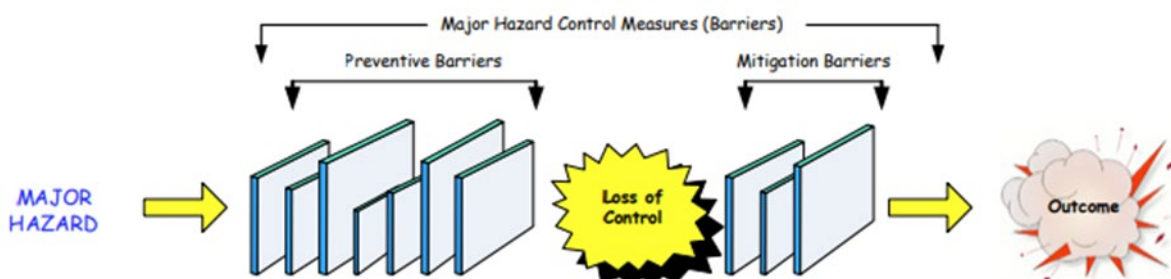 Major Hazard Control Measures (Barriers)
Preventive Barriers
Mitigation Barriers
MAJOR
HAZARD
Loss of
Control
Outcome